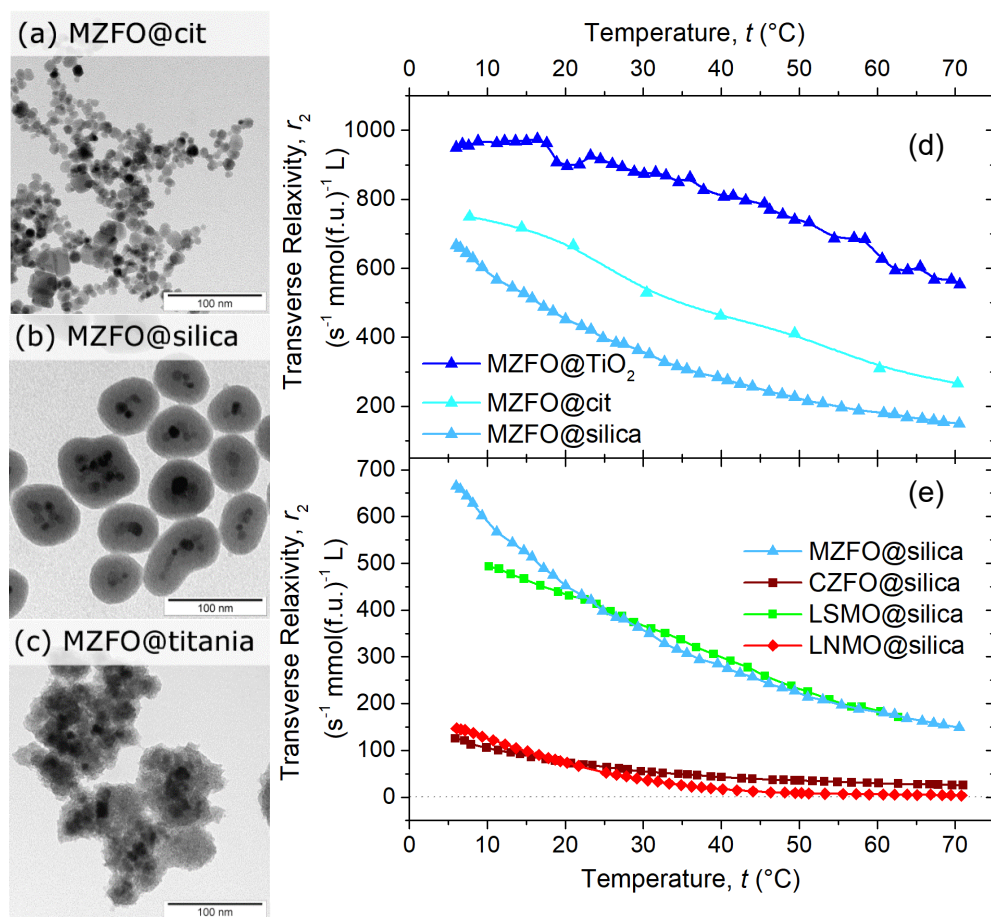 (a) MZFO@cit
100 nm
(b) MZFO@silica
100 nm
(c) MZFO@titania
100 nm
Temperature, t (°C)
0 10 20 30 40 50 60 70
Transverse Relaxivity, r₂
(s⁻¹ mmol(f.u.)⁻¹ L)
1000
800
600
400
200
(d)
MZFO@TiO₂
MZFO@cit
MZFO@silica
Transverse Relaxivity, r₂
(s⁻¹ mmol(f.u.)⁻¹ L)
700
600
500
400
300
200
100
0
(e)
MZFO@silica
CZFO@silica
LSMO@silica
LNMO@silica
0 10 20 30 40 50 60 70
Temperature, t (°C)